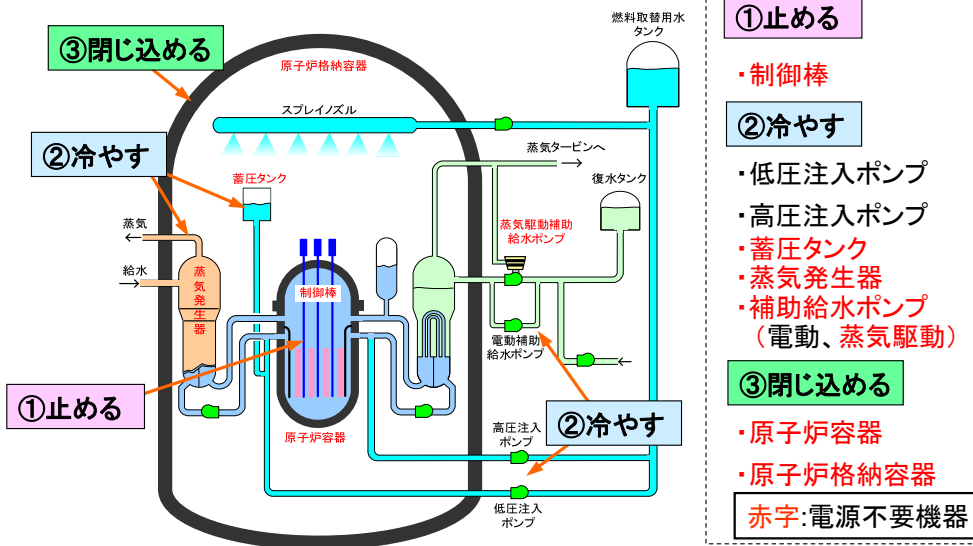 ③閉じ込める
原子炉格納容器
燃料取替用水
タンク
スプレイノズル
②冷やす
蓄圧タンク
蒸気タービンへ
復水タンク
蒸気
給水
蒸気発生器
制御棒
蒸気駆動補助
給水ポンプ
電動補助
給水ポンプ
①止める
原子炉容器
②冷やす
高圧注入
ポンプ
低圧注入
ポンプ
①止める
・制御棒
②冷やす
・低圧注入ポンプ
・高圧注入ポンプ
・蓄圧タンク
・蒸気発生器
・補助給水ポンプ
（電動、蒸気駆動）
③閉じ込める
・原子炉容器
・原子炉格納容器
赤字:電源不要機器